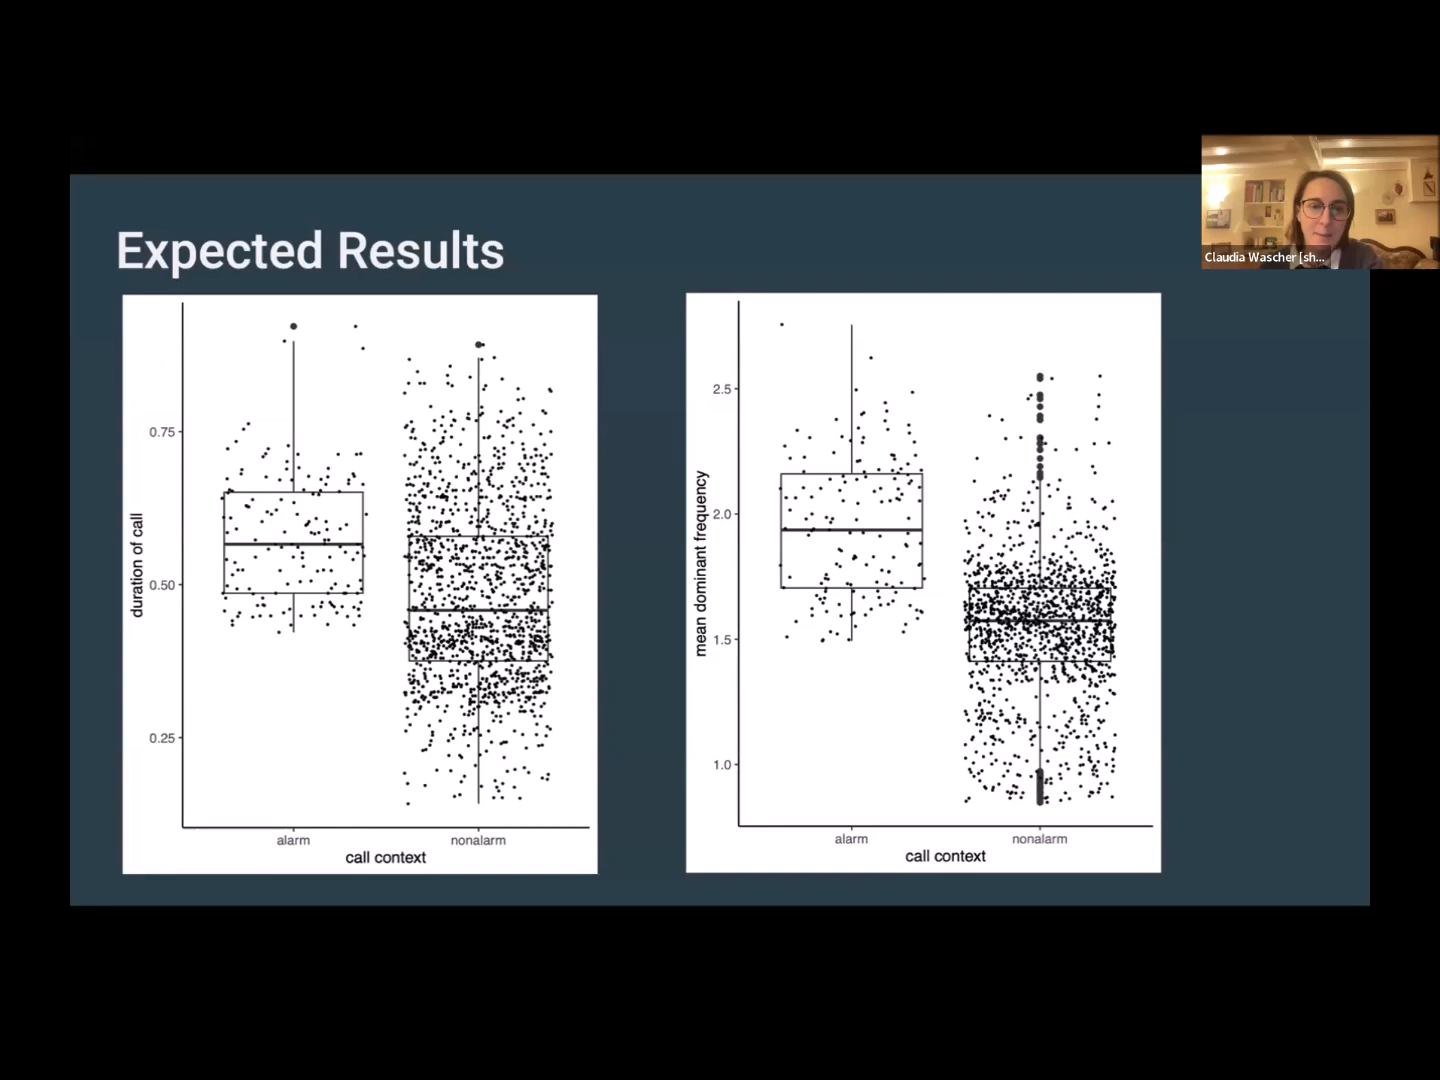 Expected Results
Claudia Wascher [sh...
duration of call
0.75
0.50
0.25
alarm
nonalarm
call context
mean dominant frequency
2.5
2.0
1.5
1.0
alarm
nonalarm
call context